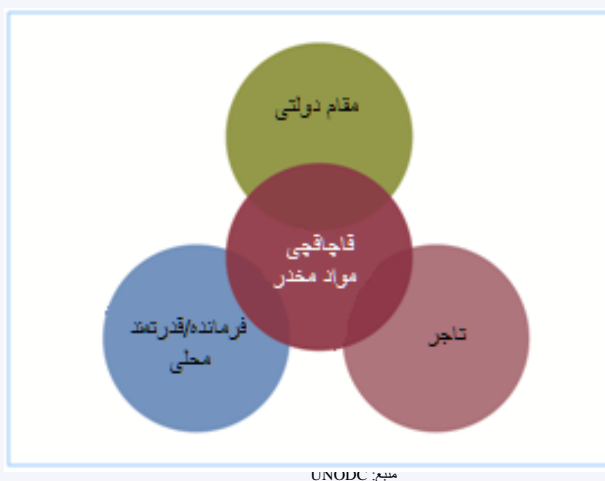 مقام دولتی
قاچاقچی
مواد مخدر
فرمانده/قدرتمند
محلی
تاجر
منبع: UNODC